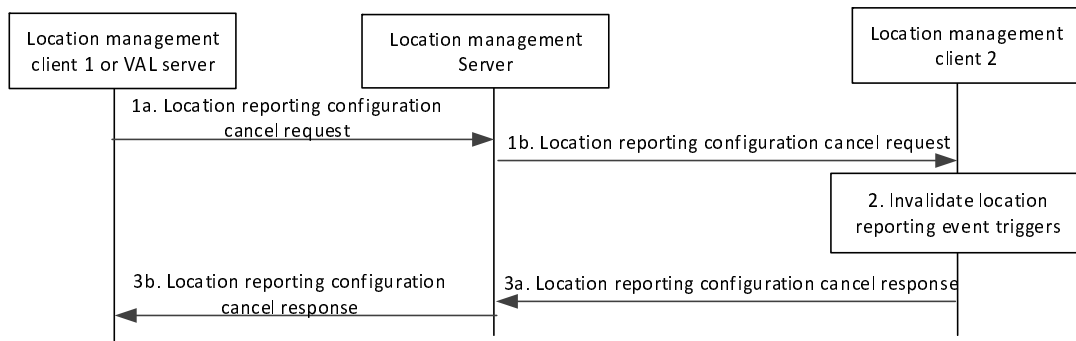 Location management
client 1 or VAL server
Location management
Server
Location management
client 2
1a. Location reporting configuration
cancel request
1b. Location reporting configuration cancel request
2. Invalidate location
reporting event triggers
3b. Location reporting configuration
cancel response
3a. Location reporting configuration cancel response